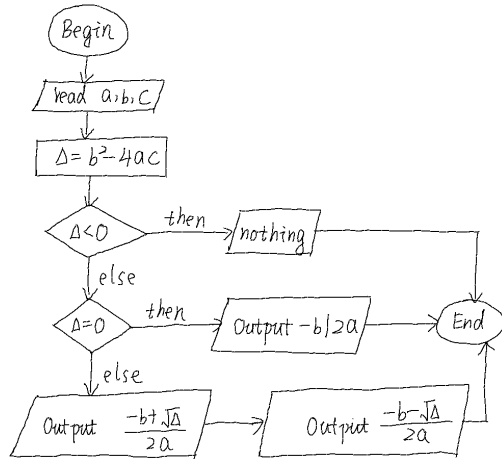 Begin
read a,b,c
Δ=b²-4ac
Δ<0
then
nothing
else
Δ=0
then
Output -b/2a
End
else
Output (-b+√Δ)/2a
Output (-b-√Δ)/2a